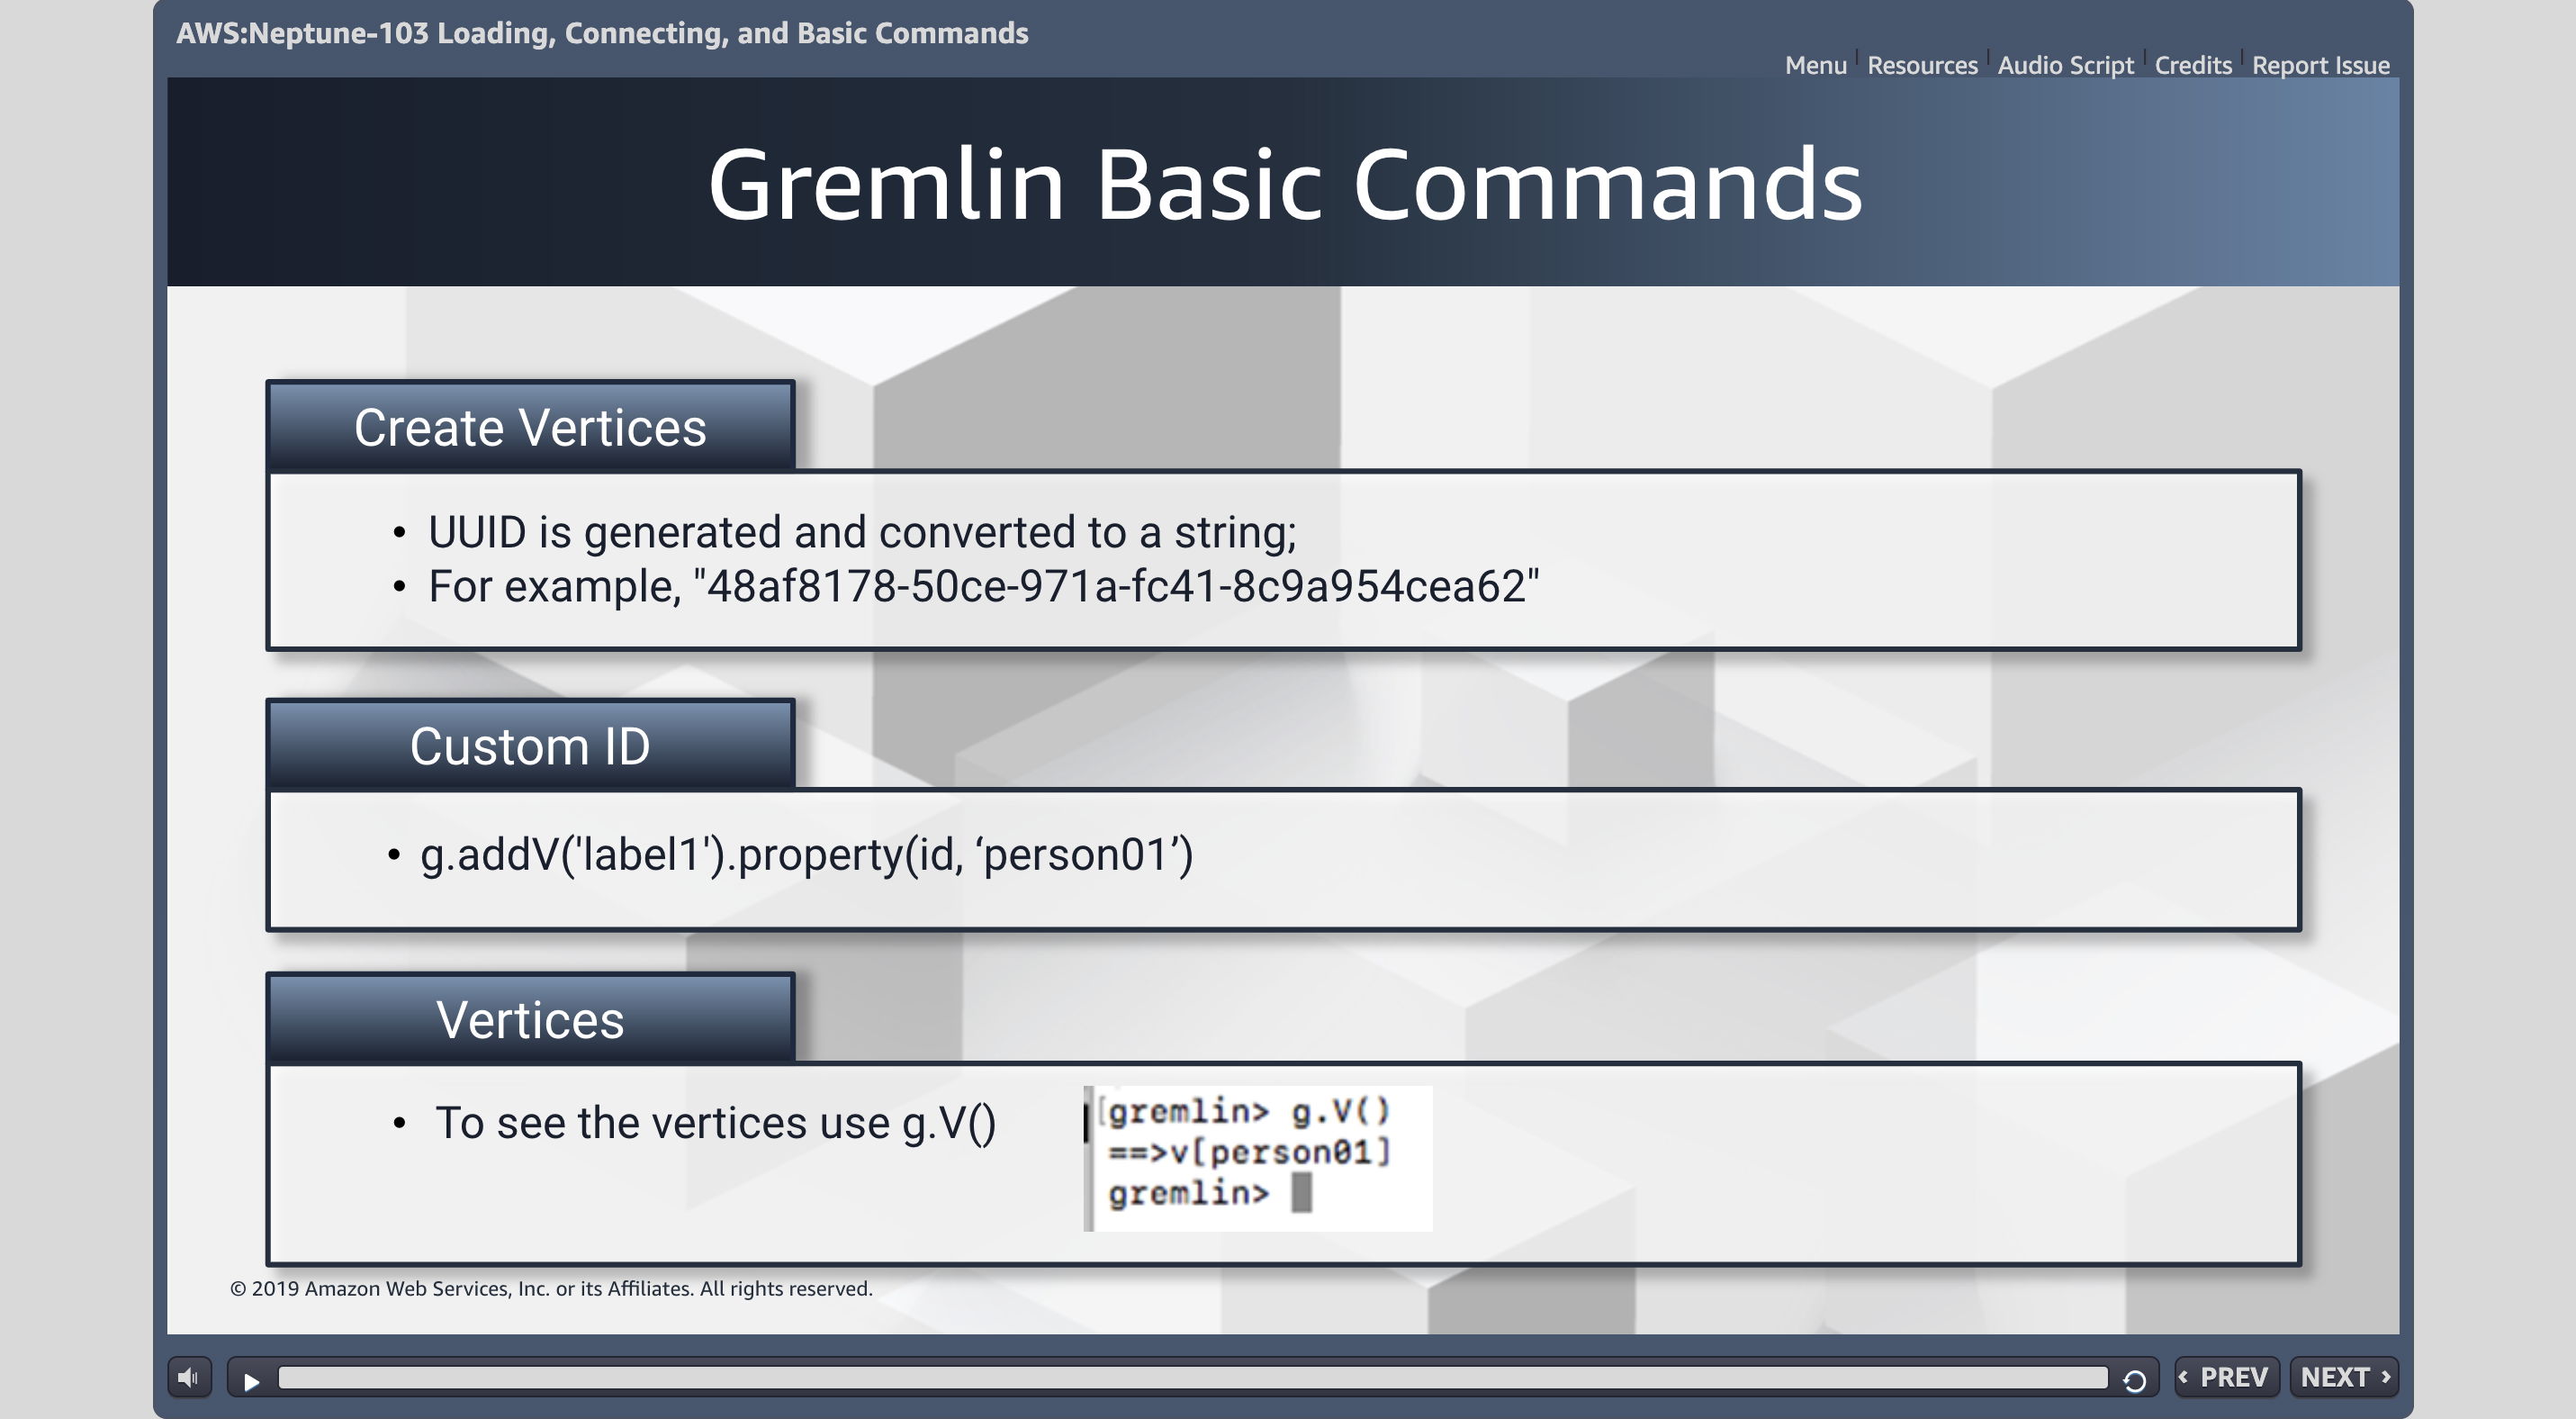 AWS:Neptune-103 Loading, Connecting, and Basic Commands
Menu Resources Audio Script Credits Report Issue
Gremlin Basic Commands
Create Vertices
• UUID is generated and converted to a string;
• For example, "48af8178-50ce-971a-fc41-8c9a954cea62"
Custom ID
• g.addV('label1').property(id, ‘person01’)
Vertices
• To see the vertices use g.V()
[gremlin> g.V()
==>v[person01]
gremlin>
© 2019 Amazon Web Services, Inc. or its Affiliates. All rights reserved.
‹ PREV NEXT ›